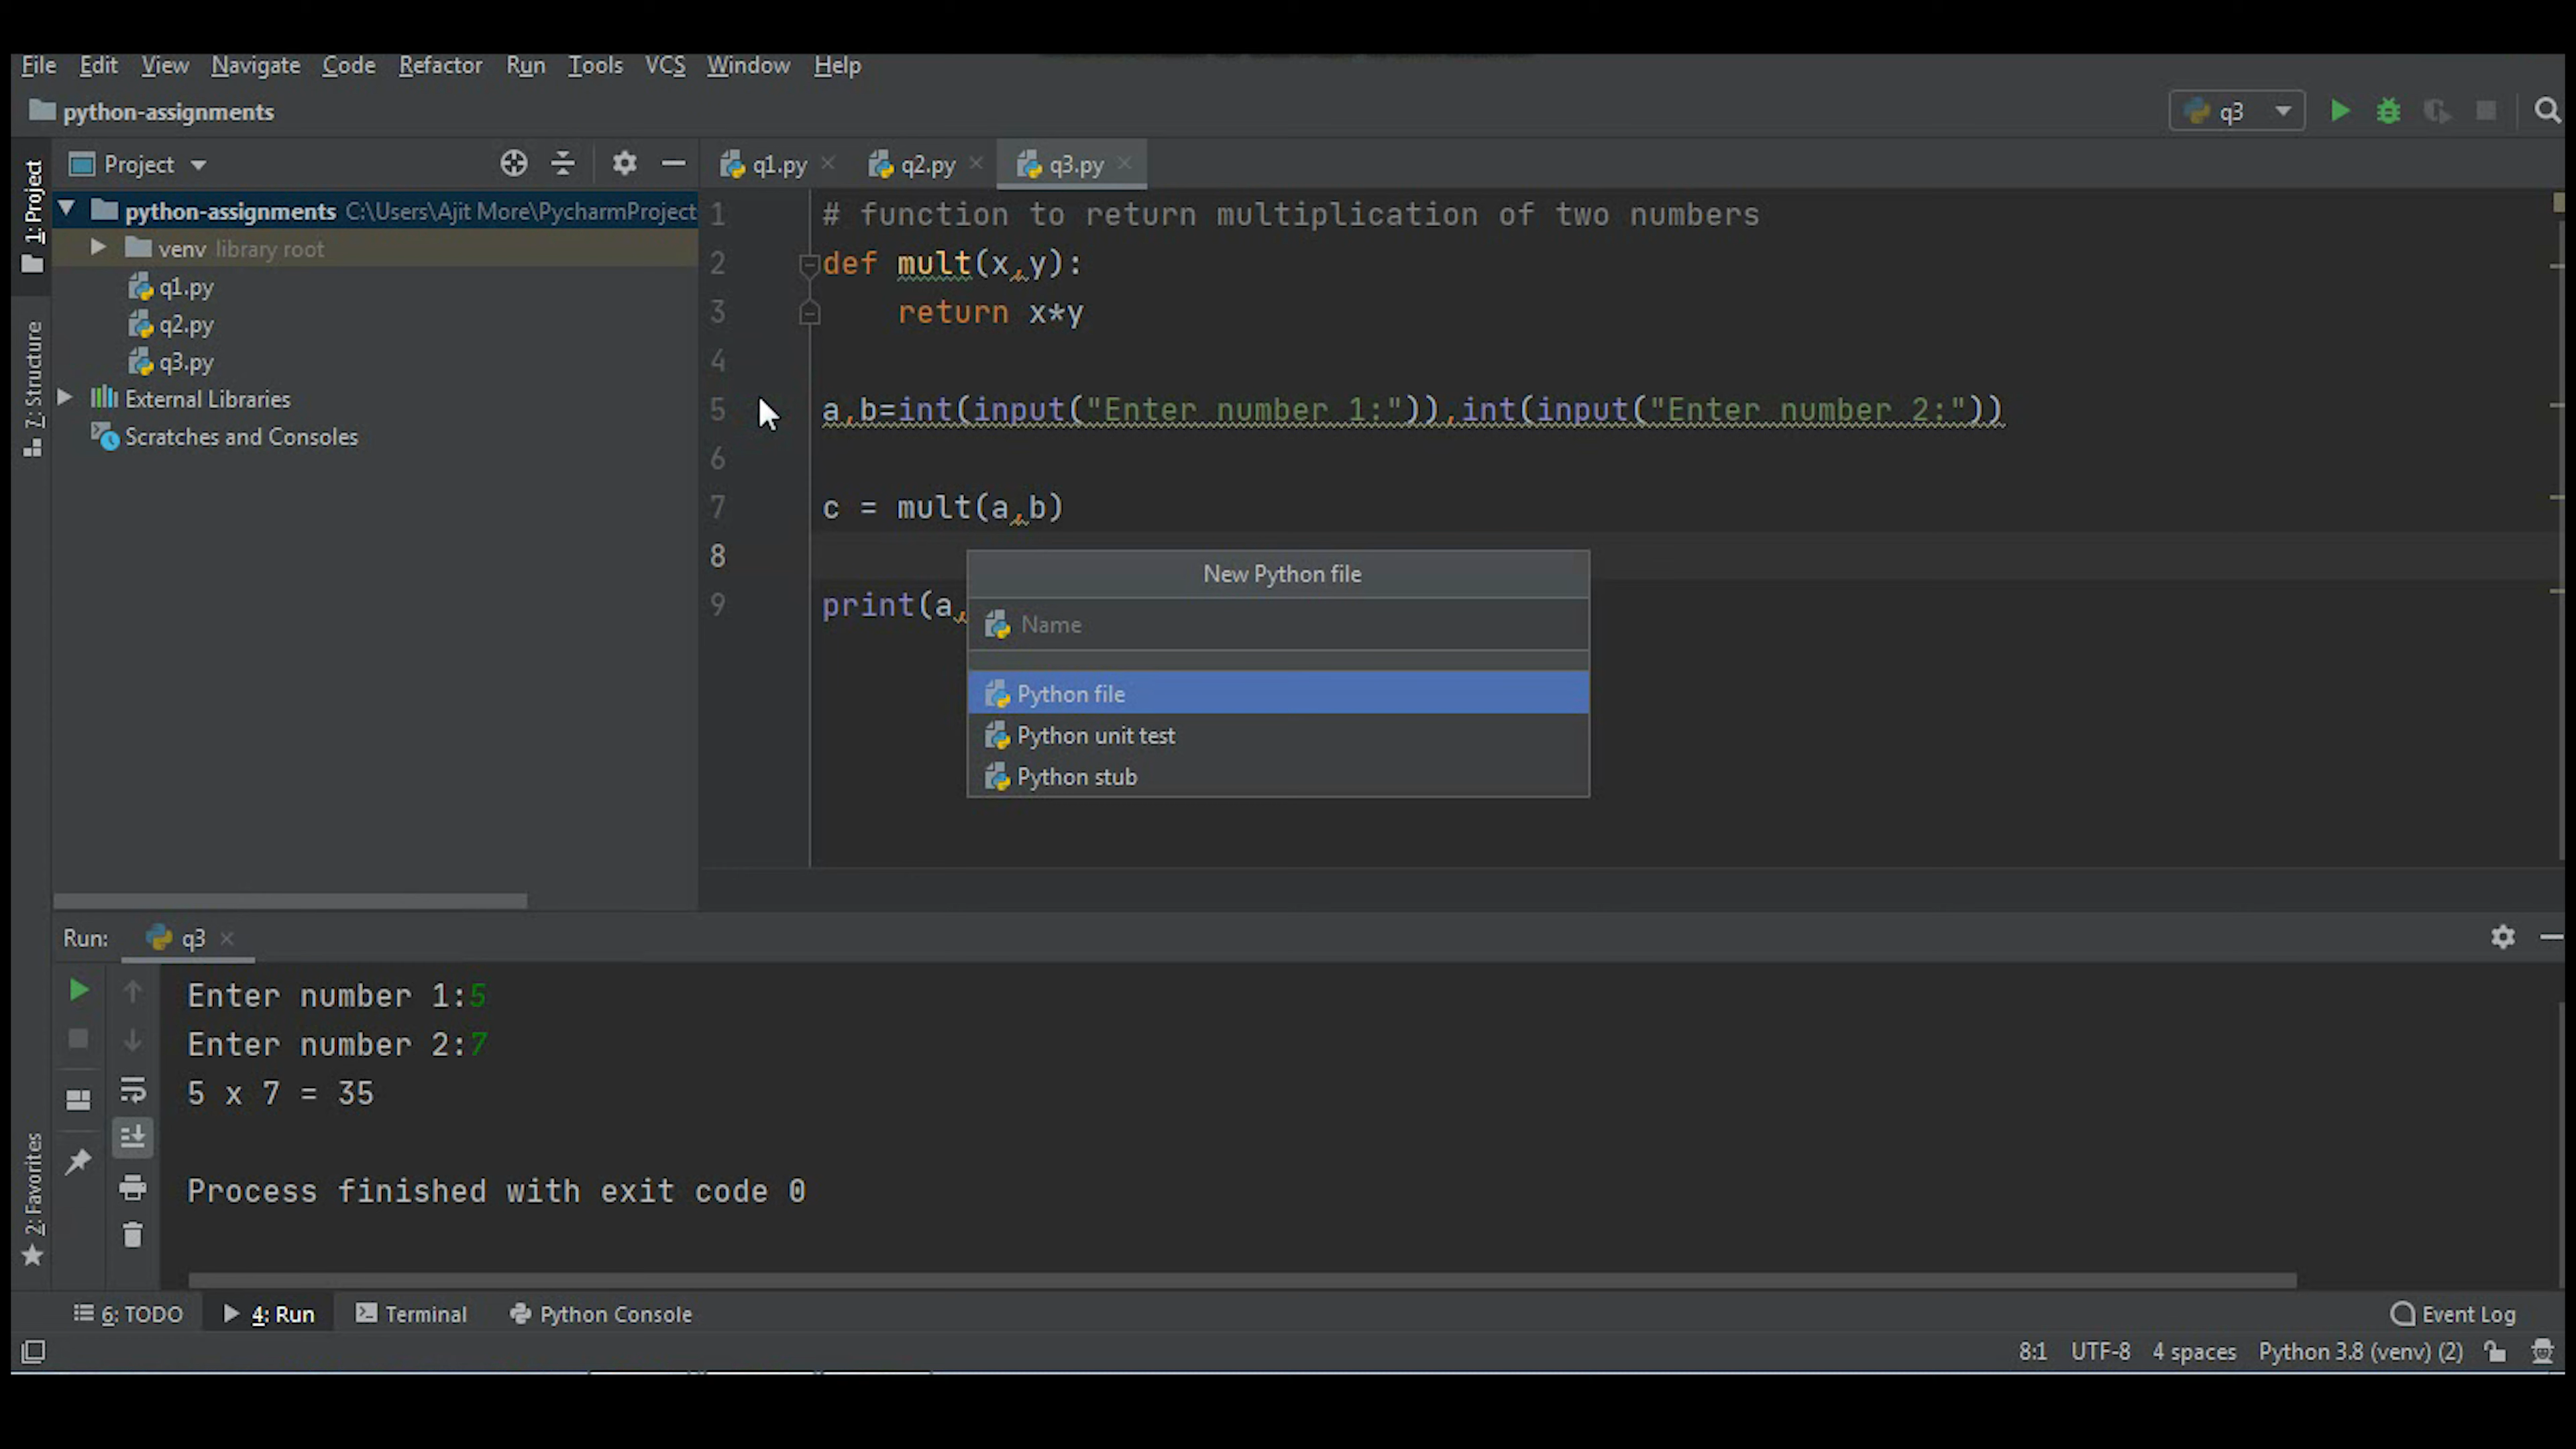 File Edit View Navigate Code Refactor Run Tools VCS Window Help
python-assignments
q3
Project
q1.py
q2.py
q3.py
1: Project
7: Structure
2: Favorites
python-assignments C:\Users\Ajit More\PycharmProject
venv library root
q1.py
q2.py
q3.py
External Libraries
Scratches and Consoles
1 # function to return multiplication of two numbers
2 def mult(x,y):
3 return x*y
4
5 a,b=int(input("Enter number 1:")),int(input("Enter number 2:"))
6
7 c = mult(a,b)
8
9 print(a,
New Python file
Name
Python file
Python unit test
Python stub
Run: q3
Enter number 1:5
Enter number 2:7
5 x 7 = 35
Process finished with exit code 0
6: TODO 4: Run Terminal Python Console Event Log
8:1 UTF-8 4 spaces Python 3.8 (venv) (2)